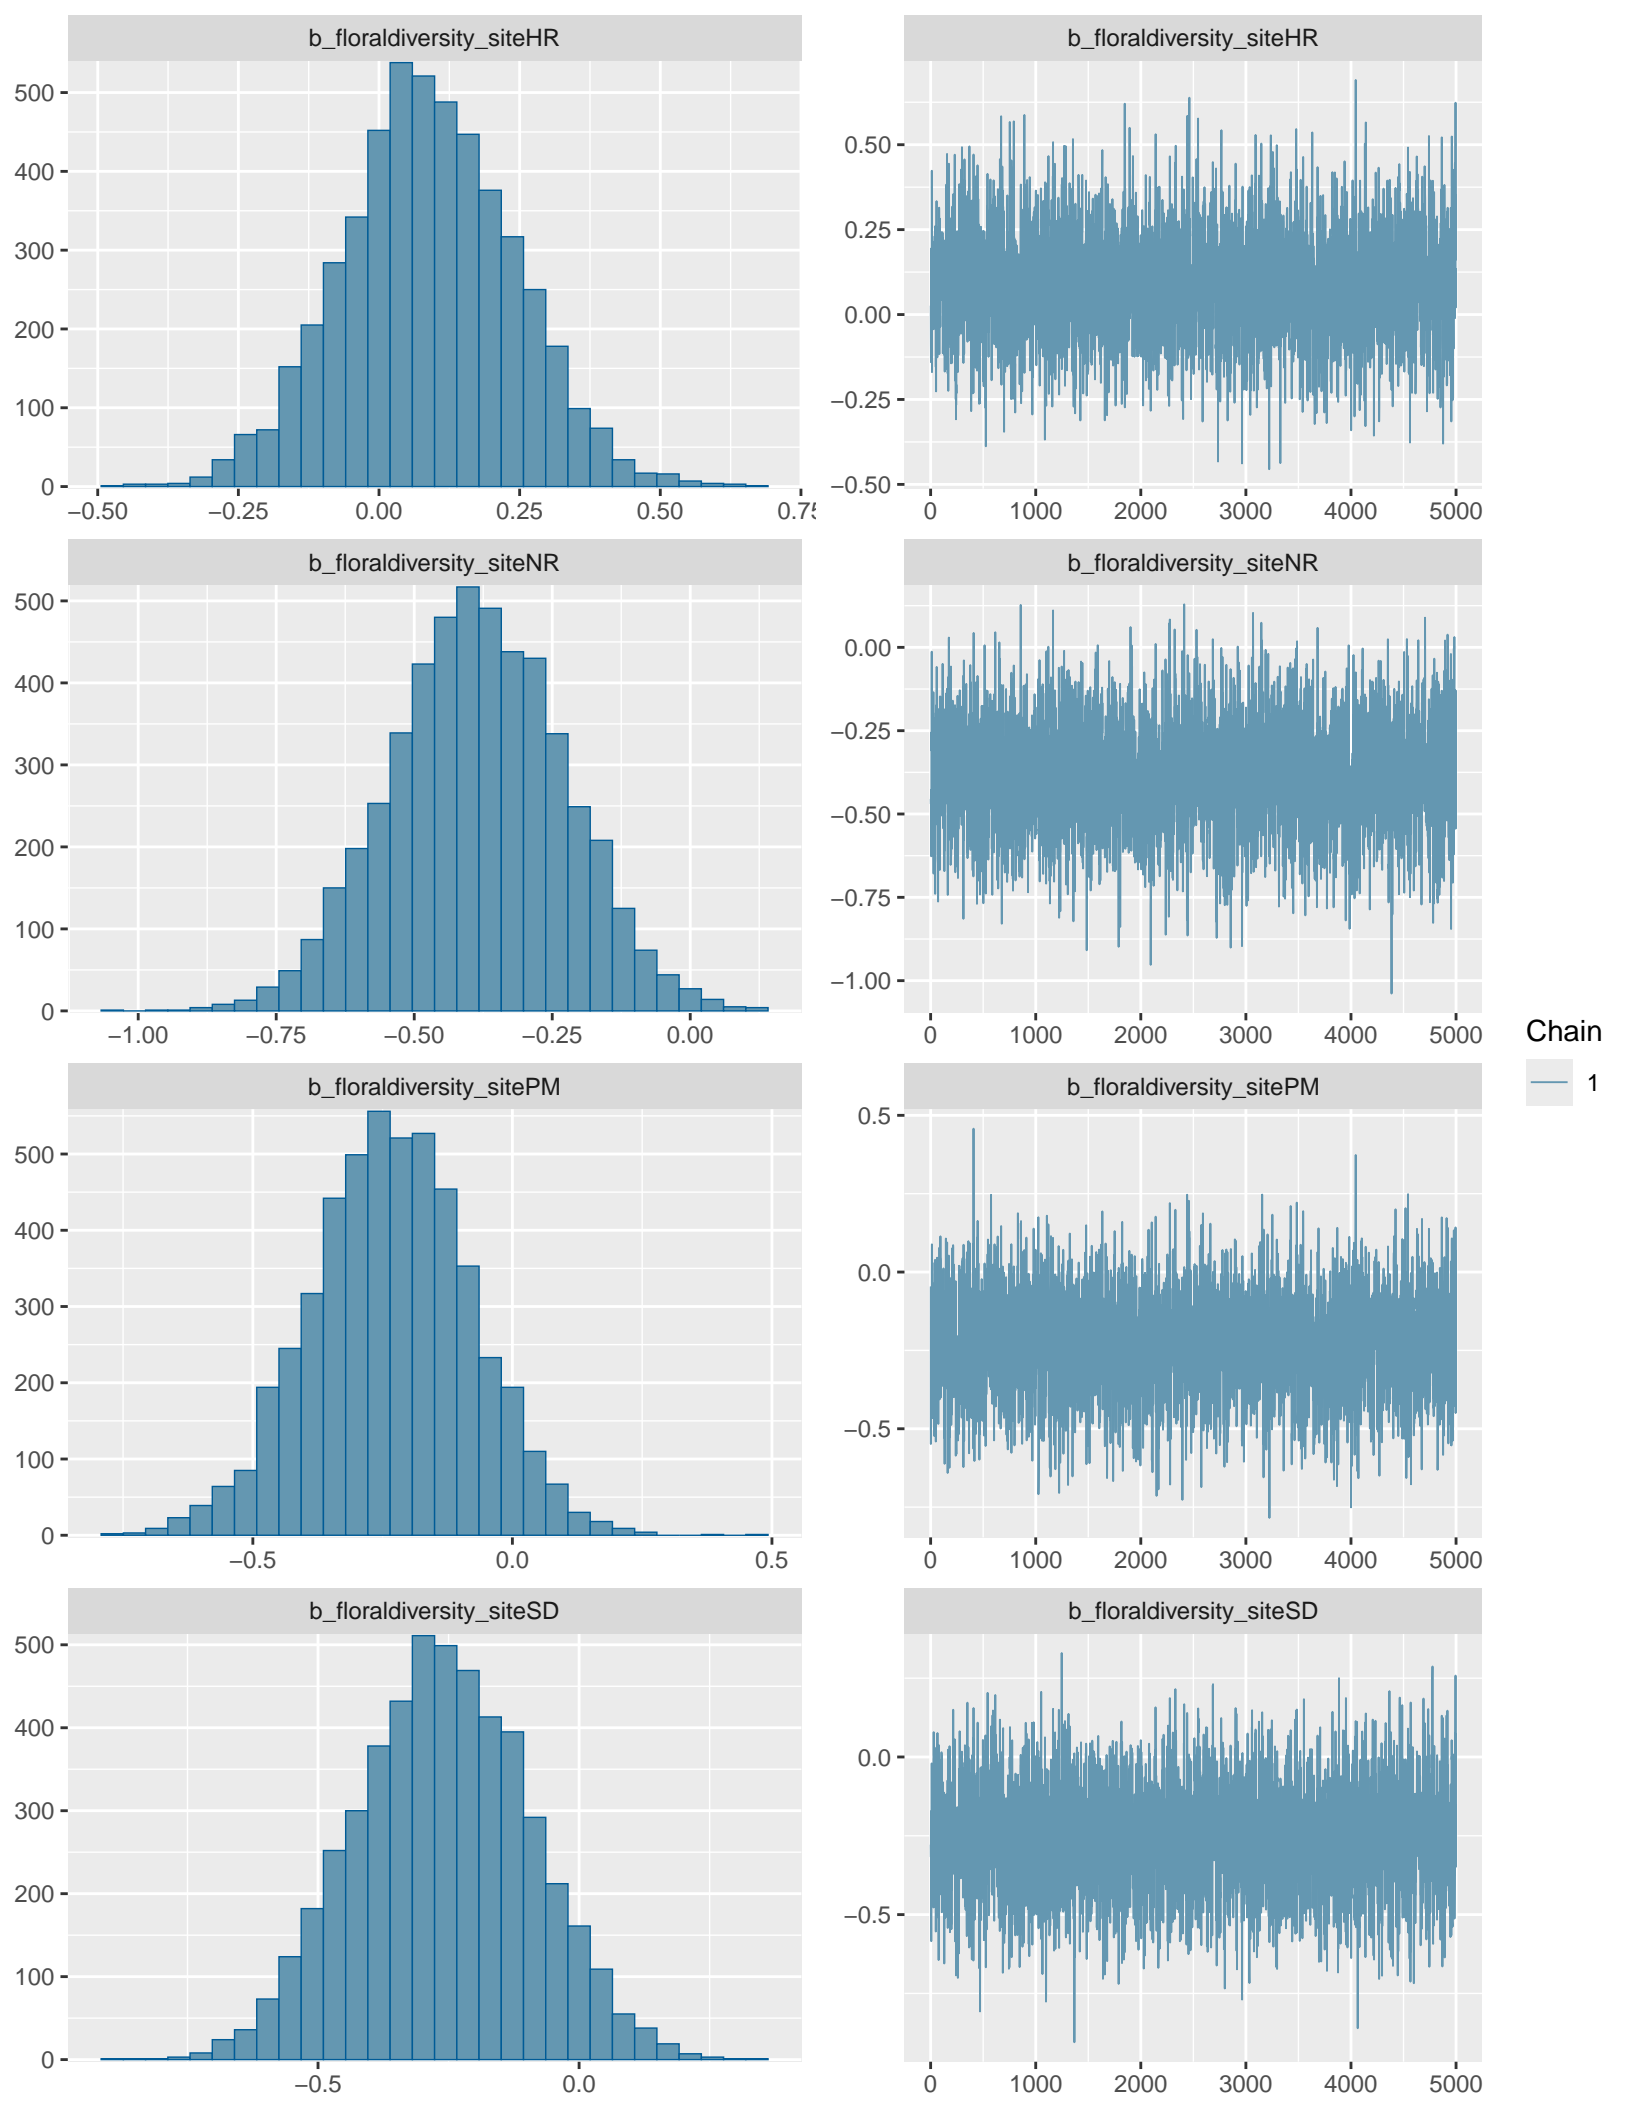 b_floraldiversity_siteHR
500
400
300
200
100
0
−0.50 −0.25 0.00 0.25 0.50 0.75
b_floraldiversity_siteHR
0.50
0.25
0.00
−0.25
−0.50
0 1000 2000 3000 4000 5000
b_floraldiversity_siteNR
500
400
300
200
100
0
−1.00 −0.75 −0.50 −0.25 0.00
b_floraldiversity_siteNR
0.00
−0.25
−0.50
−0.75
−1.00
0 1000 2000 3000 4000 5000
b_floraldiversity_sitePM
500
400
300
200
100
0
−0.5 0.0 0.5
b_floraldiversity_sitePM
0.5
0.0
−0.5
0 1000 2000 3000 4000 5000
b_floraldiversity_siteSD
500
400
300
200
100
0
−0.5 0.0
b_floraldiversity_siteSD
0.0
−0.5
0 1000 2000 3000 4000 5000
Chain
1